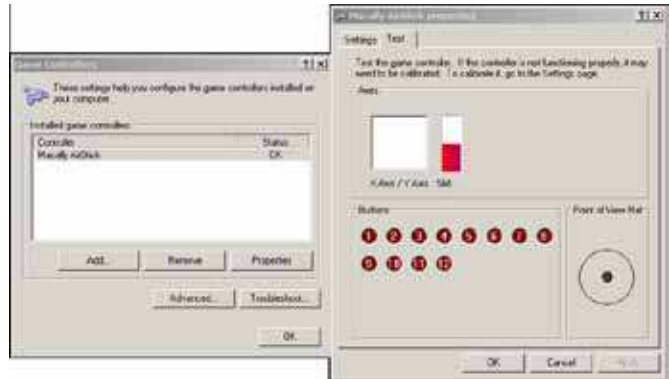 Game Controllers
These settings help you configure the game controllers installed on
your computer.
Installed game controllers
Controller Status
Macally AirStick OK
Add... Remove Properties
Advanced... Troubleshoot...
OK
Macally AirStick properties
Settings Test
Test the game controller. If the controller is not functioning properly, it may
need to be calibrated. To calibrate it, go to the Settings page.
Axes
X Axis / Y Axis
Buttons
Point of View Hat
1 2 3 4 5 6 7 8
9 10 11 12
OK Cancel Apply